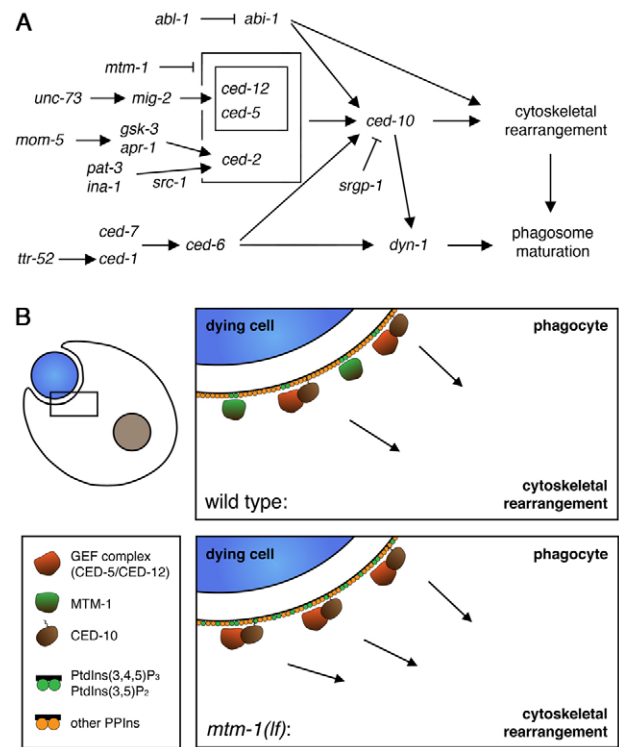 A
abl-1 abi-1
mtm-1
ced-12
unc-73 mig-2
ced-5
ced-10 cytoskeletal
rearrangement
mom-5 gsk-3
apr-1
ced-2
pat-3
ina-1
src-1
srgp-1
ced-7
ttr-52 ced-1 ced-6 dyn-1
phagosome
maturation
B
dying cell phagocyte
wild type:
cytoskeletal
rearrangement
GEF complex
(CED-5/CED-12)
MTM-1
CED-10
PtdIns(3,4,5)P₃
PtdIns(3,5)P₂
other PPIns
dying cell phagocyte
mtm-1(lf):
cytoskeletal
rearrangement